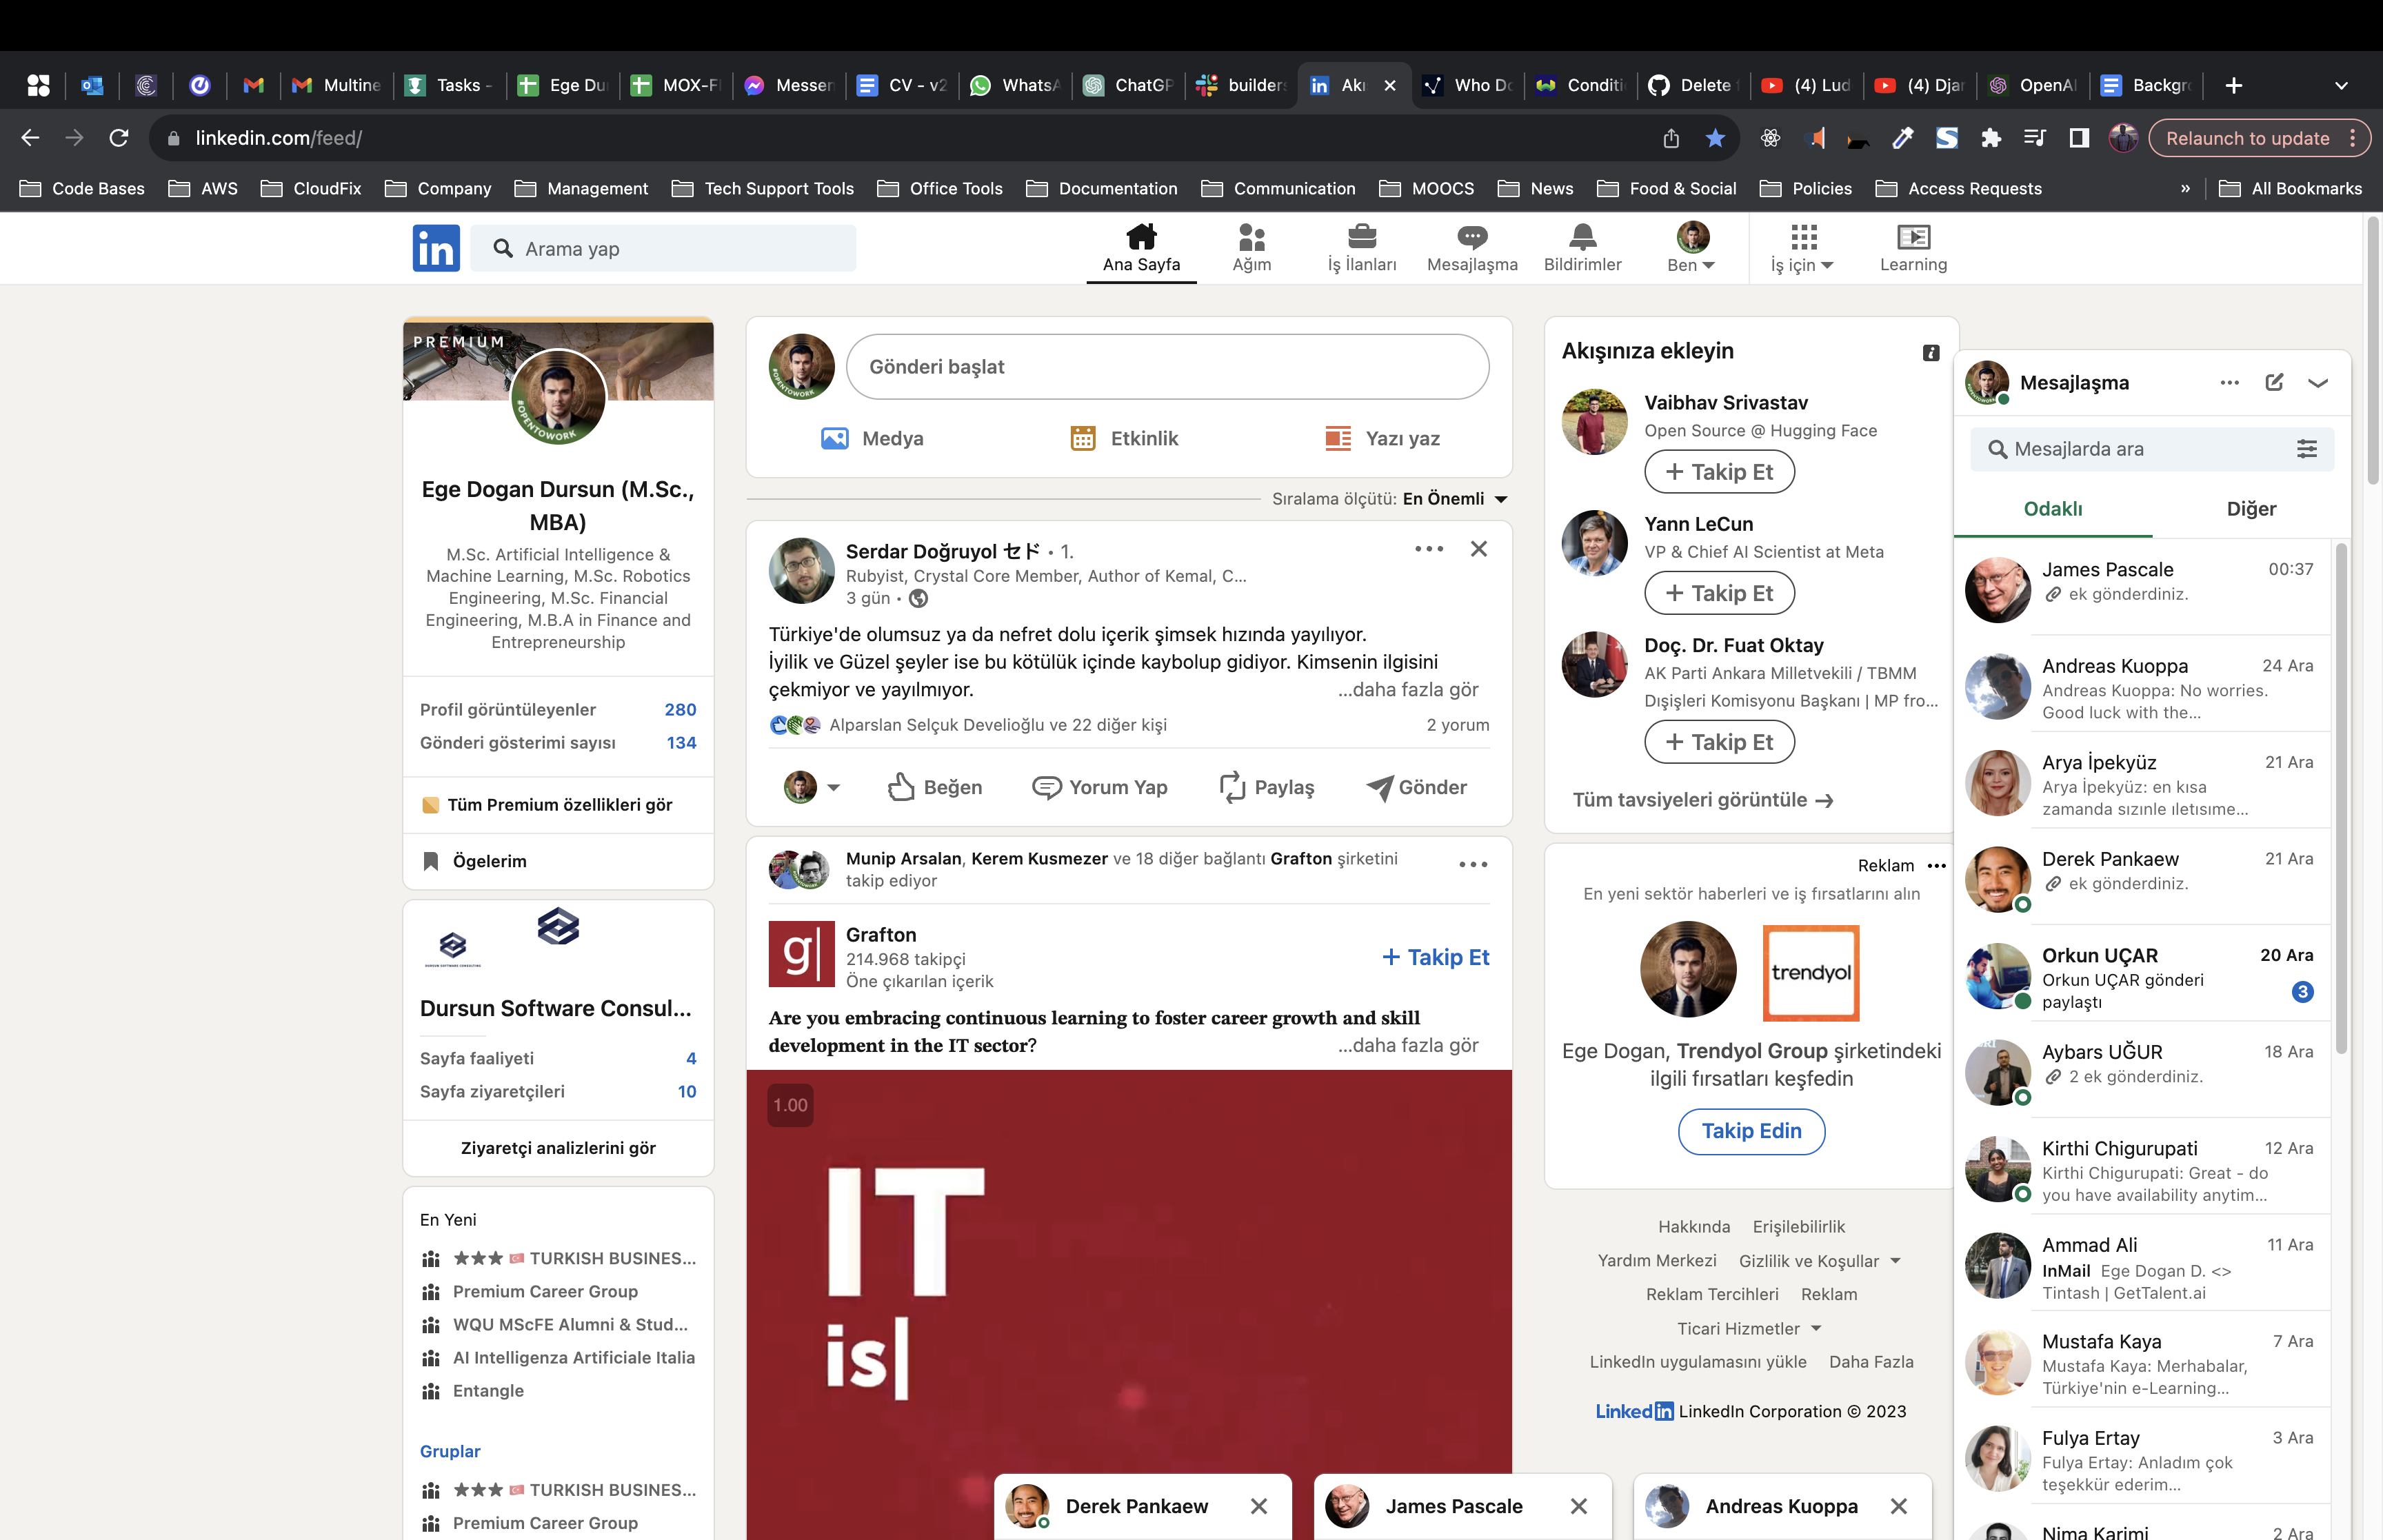 Multine
Tasks -
Ege Du
MOX-F
Messen
CV - v2
WhatsA
ChatGP
builders
Akı
Who Do
Conditi
Delete
(4) Lud
(4) Djan
OpenAI
Backgro
linkedin.com/feed/
Relaunch to update
Code Bases
AWS
CloudFix
Company
Management
Tech Support Tools
Office Tools
Documentation
Communication
MOOCS
News
Food & Social
Policies
Access Requests
»
All Bookmarks
in
Arama yap
Ana Sayfa
Ağım
İş İlanları
Mesajlaşma
Bildirimler
Ben
İş için
Learning
PREMIUM
#OPENTOWORK
Ege Dogan Dursun (M.Sc.,
MBA)
M.Sc. Artificial Intelligence &
Machine Learning, M.Sc. Robotics
Engineering, M.Sc. Financial
Engineering, M.B.A in Finance and
Entrepreneurship
Profil görüntüleyenler 280
Gönderi gösterimi sayısı 134
Tüm Premium özellikleri gör
Ögelerim
Dursun Software Consul...
Sayfa faaliyeti 4
Sayfa ziyaretçileri 10
Ziyaretçi analizlerini gör
En Yeni
★★★ 🇹🇷 TURKISH BUSINES...
Premium Career Group
WQU MScFE Alumni & Stud...
AI Intelligenza Artificiale Italia
Entangle
Gruplar
★★★ 🇹🇷 TURKISH BUSINES...
Premium Career Group
Gönderi başlat
Medya
Etkinlik
Yazı yaz
Sıralama ölçütü: En Önemli
Serdar Doğruyol セド • 1.
Rubyist, Crystal Core Member, Author of Kemal, C...
3 gün •
Türkiye'de olumsuz ya da nefret dolu içerik şimsek hızında yayılıyor.
İyilik ve Güzel şeyler ise bu kötülük içinde kaybolup gidiyor. Kimsenin ilgisini
çekmiyor ve yayılmıyor. ...daha fazla gör
Alparslan Selçuk Develioğlu ve 22 diğer kişi 2 yorum
Beğen
Yorum Yap
Paylaş
Gönder
Munip Arsalan, Kerem Kusmezer ve 18 diğer bağlantı Grafton şirketini
takip ediyor
g|
Grafton
214.968 takipçi
Öne çıkarılan içerik
+ Takip Et
Are you embracing continuous learning to foster career growth and skill
development in the IT sector? ...daha fazla gör
1.00
IT
is|
Akışınıza ekleyin
Vaibhav Srivastav
Open Source @ Hugging Face
+ Takip Et
Yann LeCun
VP & Chief AI Scientist at Meta
+ Takip Et
Doç. Dr. Fuat Oktay
AK Parti Ankara Milletvekili / TBMM
Dışişleri Komisyonu Başkanı | MP fro...
+ Takip Et
Tüm tavsiyeleri görüntüle →
Reklam •••
En yeni sektör haberleri ve iş fırsatlarını alın
trendyol
Ege Dogan, Trendyol Group şirketindeki
ilgili fırsatları keşfedin
Takip Edin
Hakkında Erişilebilirlik
Yardım Merkezi Gizlilik ve Koşullar
Reklam Tercihleri Reklam
Ticari Hizmetler
LinkedIn uygulamasını yükle Daha Fazla
Linkedin LinkedIn Corporation © 2023
Mesajlaşma
Mesajlarda ara
Odaklı
Diğer
James Pascale 00:37
ek gönderdiniz.
Andreas Kuoppa 24 Ara
Andreas Kuoppa: No worries.
Good luck with the...
Arya İpekyüz 21 Ara
Arya İpekyüz: en kısa
zamanda sızınle ıletısıme...
Derek Pankaew 21 Ara
ek gönderdiniz.
Orkun UÇAR 20 Ara
Orkun UÇAR gönderi
paylaştı 3
Aybars UĞUR 18 Ara
2 ek gönderdiniz.
Kirthi Chigurupati 12 Ara
Kirthi Chigurupati: Great - do
you have availability anytim...
Ammad Ali 11 Ara
InMail Ege Dogan D. <>
Tintash | GetTalent.ai
Mustafa Kaya 7 Ara
Mustafa Kaya: Merhabalar,
Türkiye'nin e-Learning...
Fulya Ertay 3 Ara
Fulya Ertay: Anladım çok
teşekkür ederim...
Nima Karimi 2 Ara
Derek Pankaew
James Pascale
Andreas Kuoppa